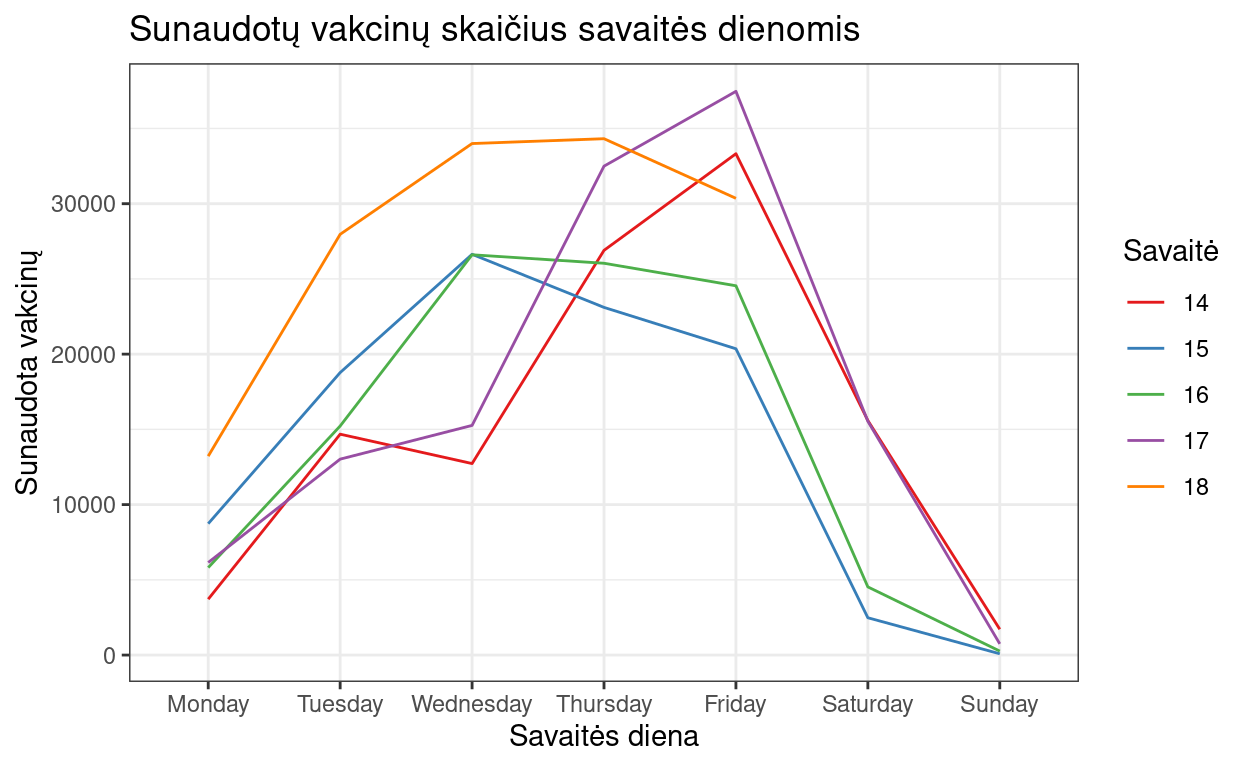 Sunaudotų vakcinų skaičius savaitės dienomis
Sunaudota vakcinų
30000
20000
10000
0
Monday Tuesday Wednesday Thursday Friday Saturday Sunday
Savaitės diena
Savaitė
14
15
16
17
18